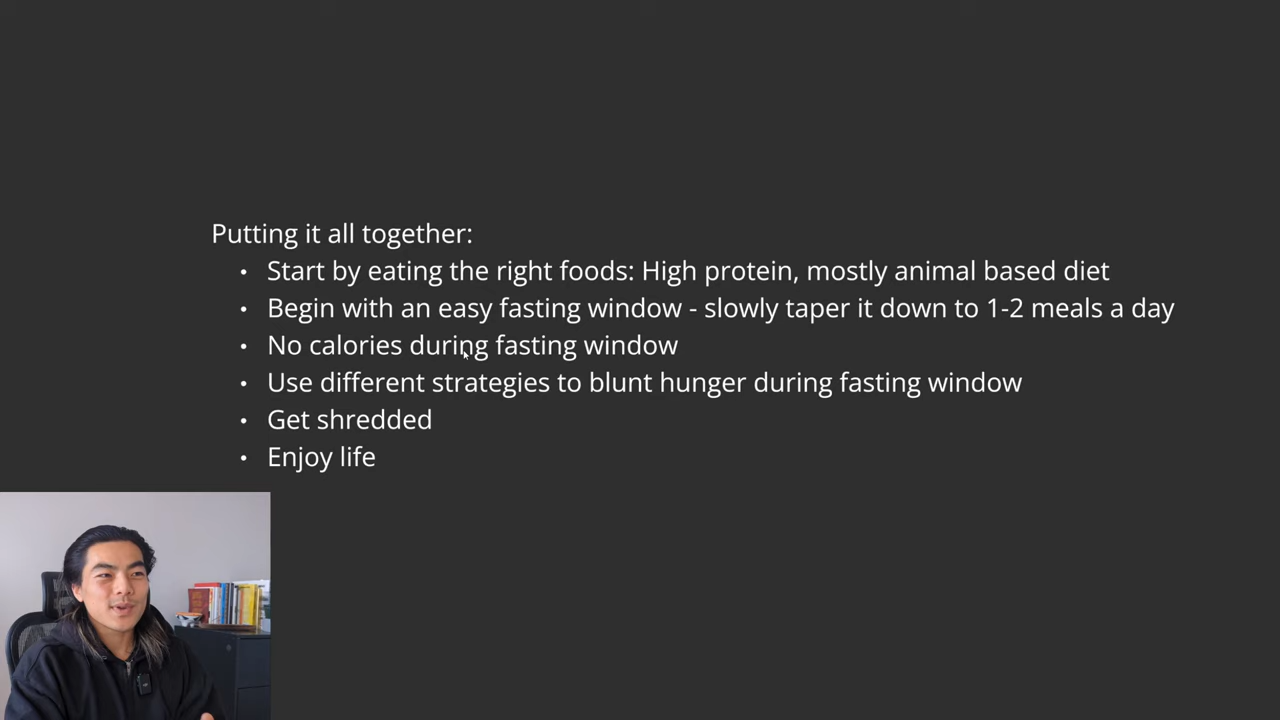 Putting it all together:
• Start by eating the right foods: High protein, mostly animal based diet
• Begin with an easy fasting window - slowly taper it down to 1-2 meals a day
• No calories during fasting window
• Use different strategies to blunt hunger during fasting window
• Get shredded
• Enjoy life